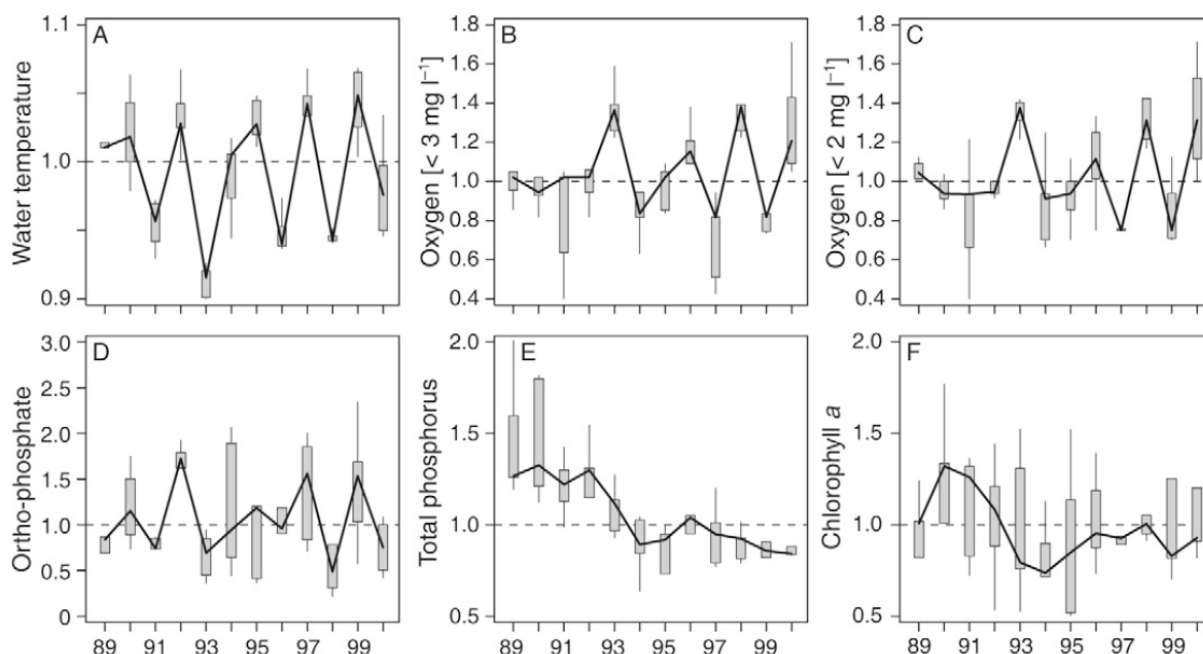 A
Water temperature
1.1
1.0
0.9
B
Oxygen [< 3 mg l⁻¹]
1.8
1.6
1.4
1.2
1.0
0.8
0.6
0.4
C
Oxygen [< 2 mg l⁻¹]
1.8
1.6
1.4
1.2
1.0
0.8
0.6
0.4
D
Ortho-phosphate
3.0
2.5
2.0
1.5
1.0
0.5
0
89 91 93 95 97 99
E
Total phosphorus
2.0
1.5
1.0
0.5
89 91 93 95 97 99
F
Chlorophyll a
2.0
1.5
1.0
0.5
89 91 93 95 97 99